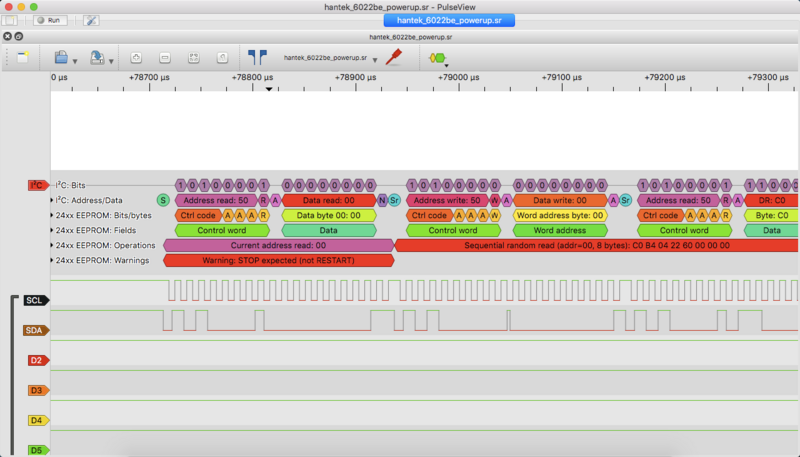 hantek_6022be_powerup.sr - PulseView
Run hantek_6022be_powerup.sr
hantek_6022be_powerup.sr
hantek_6022be_powerup.sr
0 µs +78700 µs +78800 µs +78900 µs +79000 µs +79100 µs +79200 µs +79300 µs
I²C I²C: Bits 1 0 1 0 0 0 0 1 0 0 0 0 0 0 0 0 1 0 1 0 0 0 0 0 0 0 0 0 0 0 0 0 1 0 1 0 0 0 0 1 1 1 0 0 0
I²C: Address/Data S Address read: 50 R A Data read: 00 N Sr Address write: 50 W A Data write: 00 A Sr Address read: 50 R A DR: C0
24xx EEPROM: Bits/bytes Ctrl code A A A R Data byte 00: 00 Ctrl code A A A W Word address byte: 00 Ctrl code A A A R Byte: C0
24xx EEPROM: Fields Control word Data Control word Word address Control word Data
24xx EEPROM: Operations Current address read: 00 Sequential random read (addr=00, 8 bytes): C0 B4 04 22 60 00 00 00
24xx EEPROM: Warnings Warning: STOP expected (not RESTART)
SCL
SDA
D2
D3
D4
D5